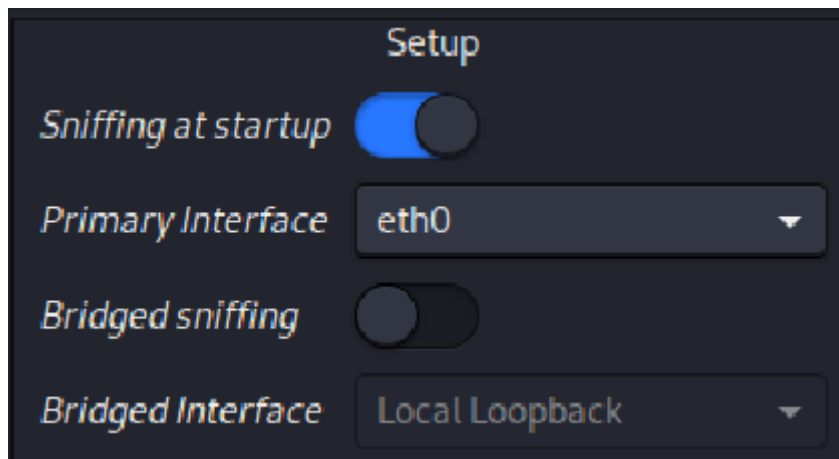 Setup
Sniffing at startup
Primary Interface eth0
Bridged sniffing
Bridged Interface Local Loopback